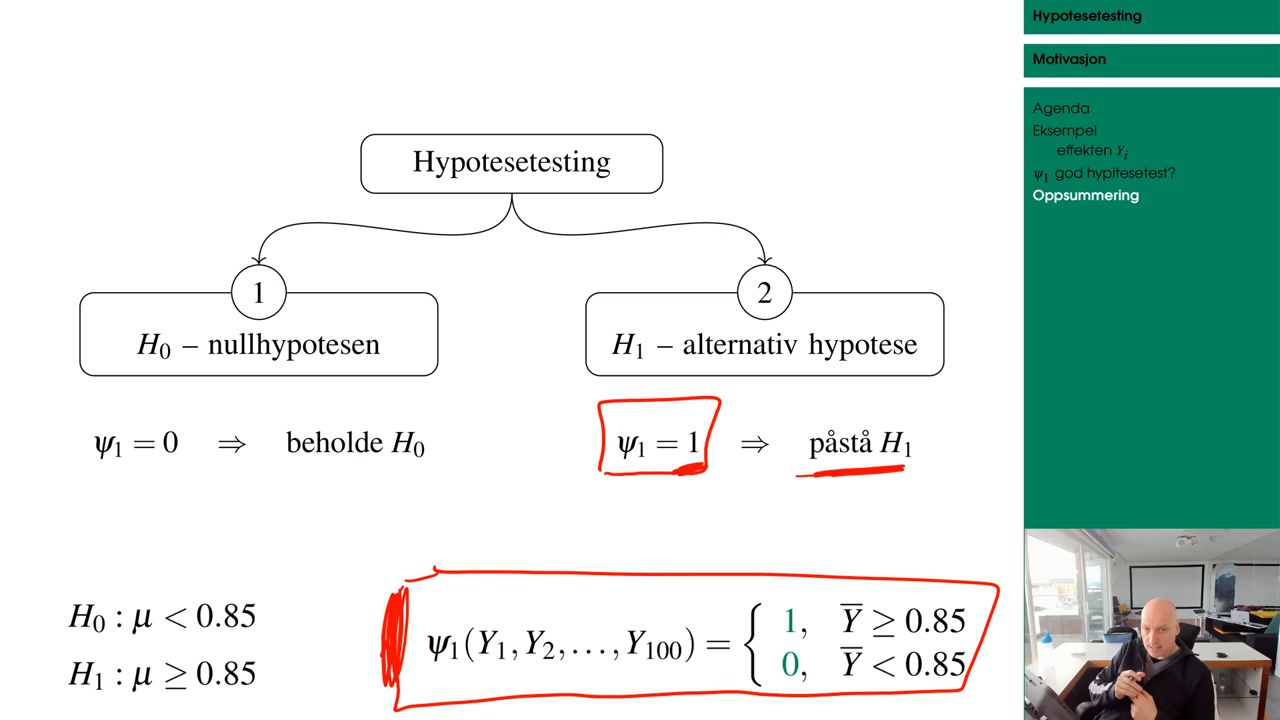 Hypotesetesting
1
H₀ – nullhypotesen
2
H₁ – alternativ hypotese
ψ₁ = 0 ⇒ beholde H₀
ψ₁ = 1 ⇒ påstå H₁
H₀ : μ < 0.85
H₁ : μ ≥ 0.85
ψ₁(Y₁, Y₂, …, Y₁₀₀) = { 1, Y̅ ≥ 0.85
0, Y̅ < 0.85
Hypotesetesting
Motivasjon
Agenda
Eksempel
effekten Yᵢ
ψ₁ god hypitesetest?
Oppsummering